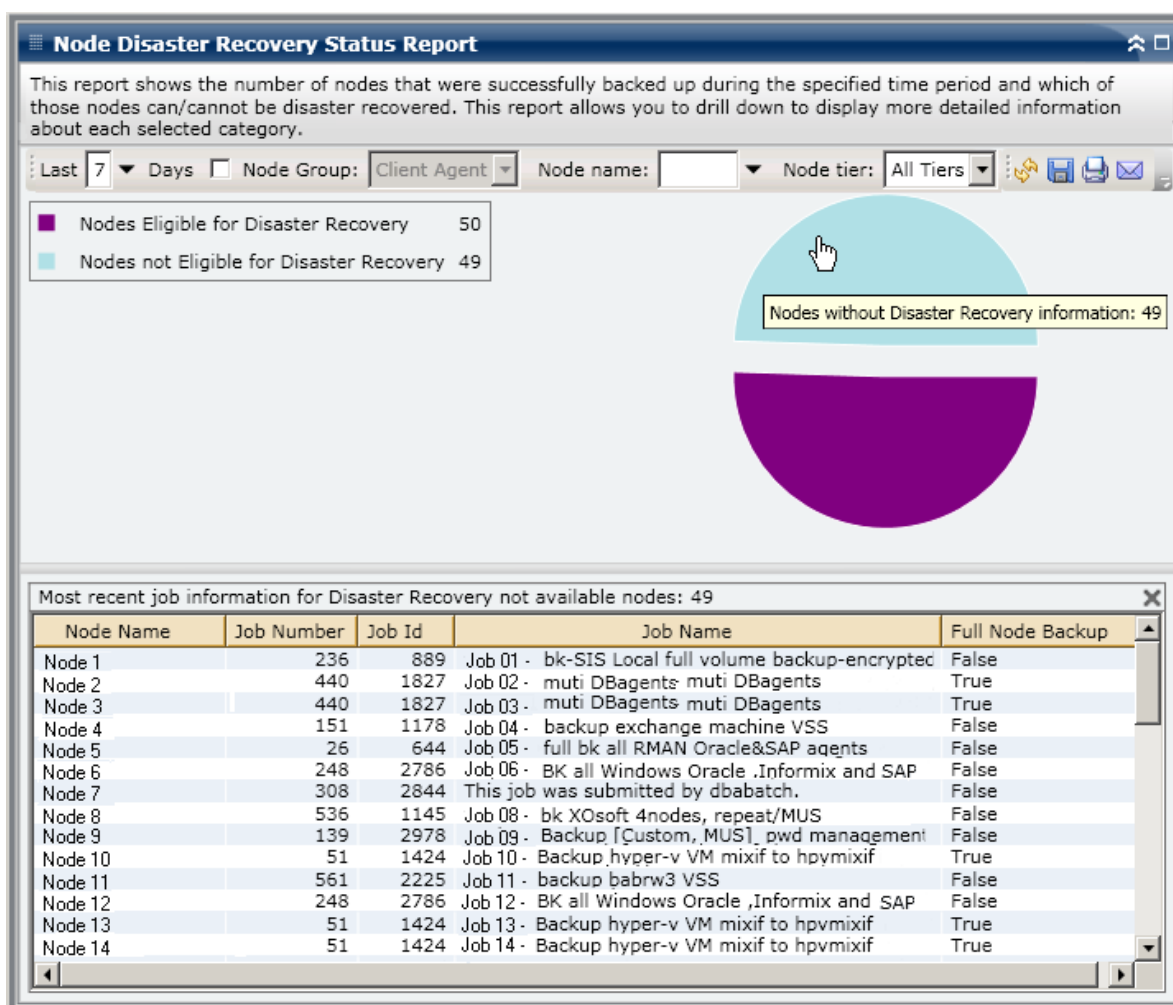 Node Disaster Recovery Status Report
This report shows the number of nodes that were successfully backed up during the specified time period and which of
those nodes can/cannot be disaster recovered. This report allows you to drill down to display more detailed information
about each selected category.
Last 7 Days Node Group: Client Agent Node name: Node tier: All Tiers
Nodes Eligible for Disaster Recovery 50
Nodes not Eligible for Disaster Recovery 49
Nodes without Disaster Recovery information: 49
Most recent job information for Disaster Recovery not available nodes: 49
Node Name Job Number Job Id Job Name Full Node Backup
Node 1 236 889 Job 01 - bk-SIS Local full volume backup-encrypted False
Node 2 440 1827 Job 02 - muti DBagents- muti DBagents True
Node 3 440 1827 Job 03 - muti DBagents muti DBagents True
Node 4 151 1178 Job 04 - backup exchange machine VSS False
Node 5 26 644 Job 05 - full bk all RMAN Oracle&SAP agents False
Node 6 248 2786 Job 06 - BK all Windows Oracle ,Informix and SAP False
Node 7 308 2844 This job was submitted by dbabatch. False
Node 8 536 1145 Job 08 - bk XOsoft 4nodes, repeat/MUS False
Node 9 139 2978 Job 09 - Backup [Custom, MUS]_pwd management False
Node 10 51 1424 Job 10 - Backup hyper-v VM mixif to hpymixif True
Node 11 561 2225 Job 11 - backup babrw3 VSS False
Node 12 248 2786 Job 12 - BK all Windows Oracle ,Informix and SAP False
Node 13 51 1424 Job 13 - Backup hyper-v VM mixif to hpvmixif True
Node 14 51 1424 Job 14 - Backup hyper-v VM mixif to hpvmixif True